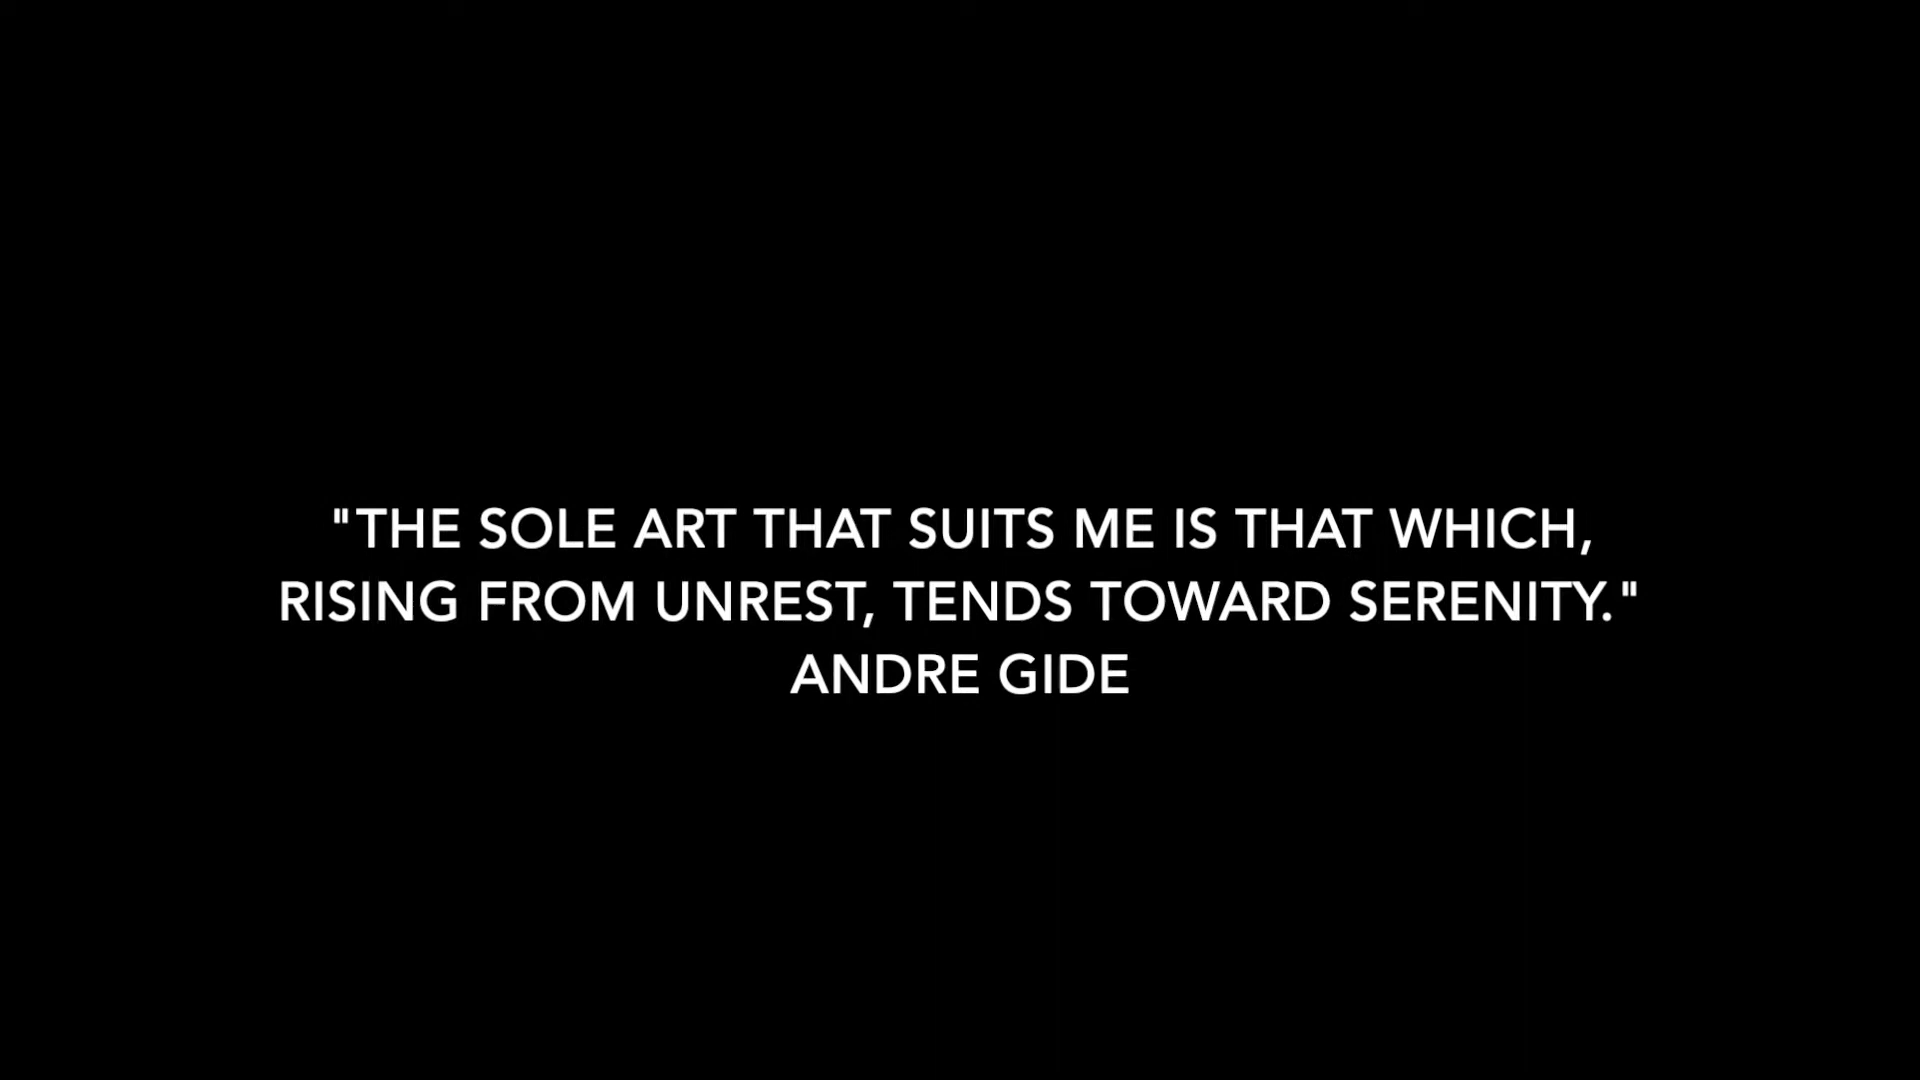 "THE SOLE ART THAT SUITS ME IS THAT WHICH,
RISING FROM UNREST, TENDS TOWARD SERENITY."
ANDRE GIDE